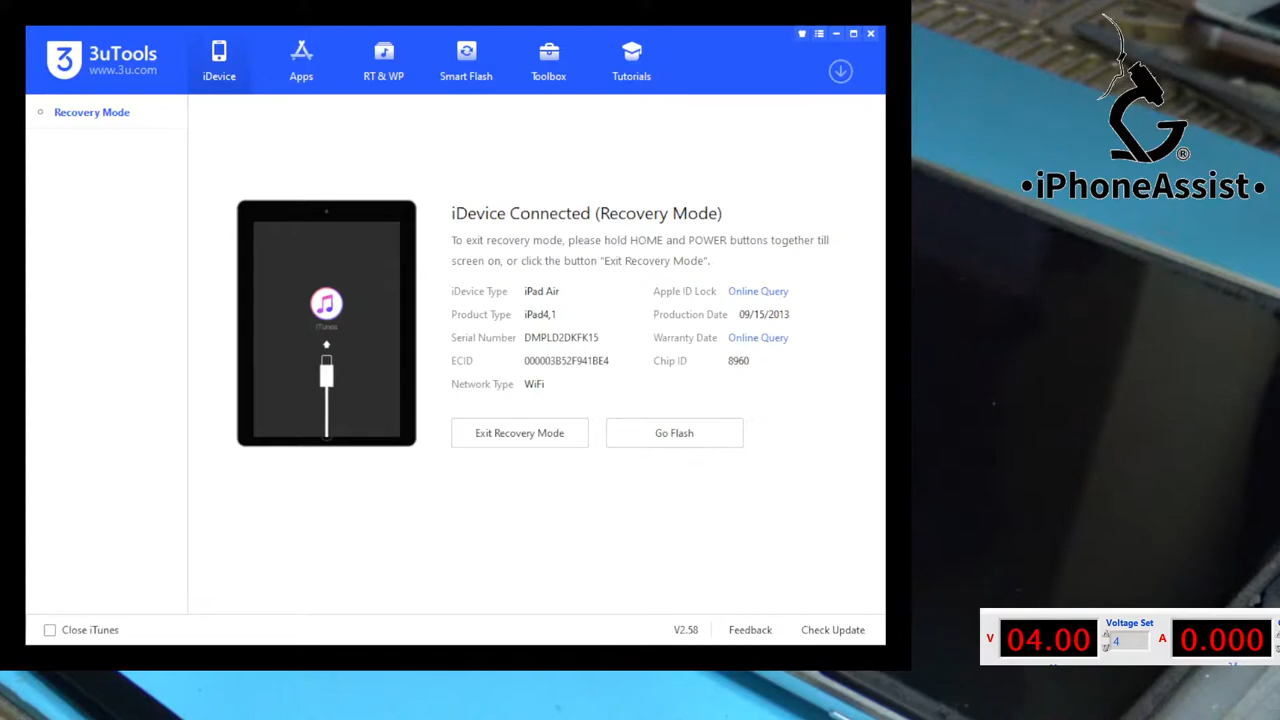 3 3uTools
www.3u.com
iDevice
Apps
RT & WP
Smart Flash
Toolbox
Tutorials
Recovery Mode
iTunes
iDevice Connected (Recovery Mode)
To exit recovery mode, please hold HOME and POWER buttons together till
screen on, or click the button "Exit Recovery Mode".
iDevice Type iPad Air Apple ID Lock Online Query
Product Type iPad4,1 Production Date 09/15/2013
Serial Number DMPLD2DKFK15 Warranty Date Online Query
ECID 000003B52F941BE4 Chip ID 8960
Network Type WiFi
Exit Recovery Mode Go Flash
Close iTunes
V2.58 Feedback Check Update
G®
•iPhoneAssist•
V 04.00
Voltage Set
4
A 0.000